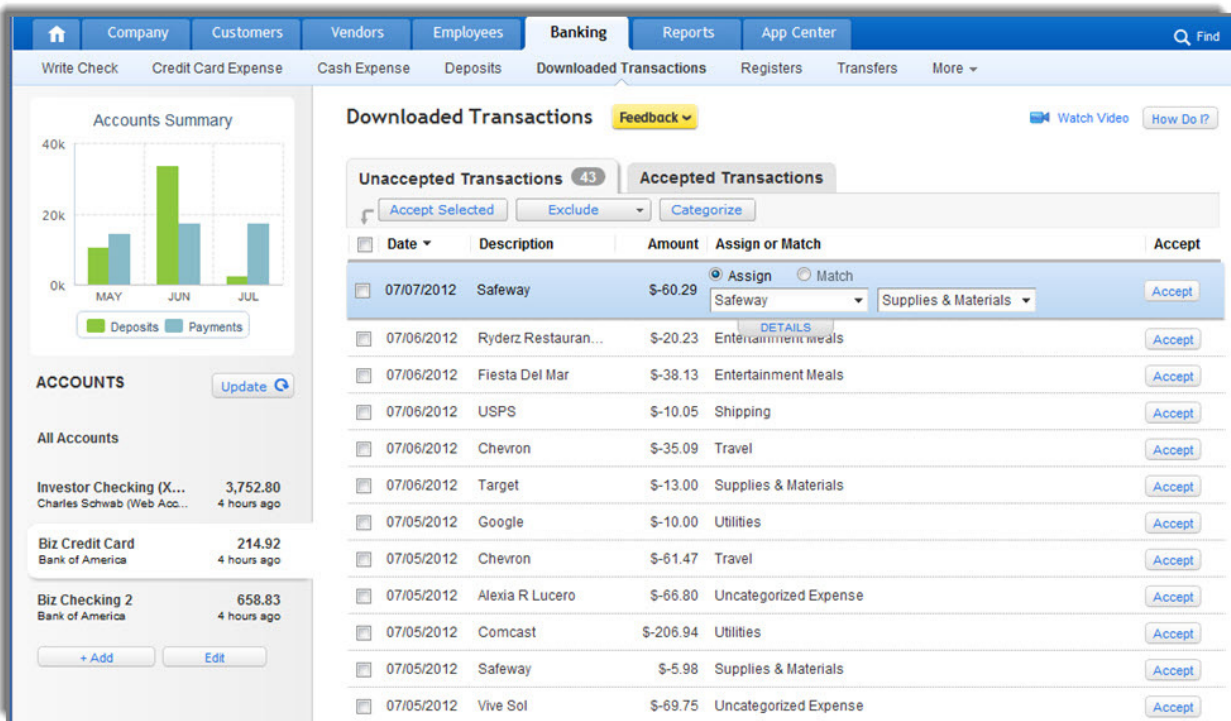 Company Customers Vendors Employees Banking Reports App Center Find
Write Check Credit Card Expense Cash Expense Deposits Downloaded Transactions Registers Transfers More
Accounts Summary
40k
20k
0k
MAY JUN JUL
Deposits Payments
ACCOUNTS Update
All Accounts
Investor Checking (X... 3,752.80
Charles Schwab (Web Acc... 4 hours ago
Biz Credit Card 214.92
Bank of America 4 hours ago
Biz Checking 2 658.83
Bank of America 4 hours ago
+ Add Edit
Downloaded Transactions Feedback Watch Video How Do I?
Unaccepted Transactions 43 Accepted Transactions
Accept Selected Exclude Categorize
Date Description Amount Assign or Match Accept
Assign Match
07/07/2012 Safeway $-60.29 Safeway Supplies & Materials Accept
DETAILS
07/06/2012 Ryderz Restauran... $-20.23 Entertainment Meals Accept
07/06/2012 Fiesta Del Mar $-38.13 Entertainment Meals Accept
07/06/2012 USPS $-10.05 Shipping Accept
07/06/2012 Chevron $-35.09 Travel Accept
07/06/2012 Target $-13.00 Supplies & Materials Accept
07/05/2012 Google $-10.00 Utilities Accept
07/05/2012 Chevron $-61.47 Travel Accept
07/05/2012 Alexia R Lucero $-66.80 Uncategorized Expense Accept
07/05/2012 Comcast $-206.94 Utilities Accept
07/05/2012 Safeway $-5.98 Supplies & Materials Accept
07/05/2012 Vive Sol $-69.75 Uncategorized Expense Accept